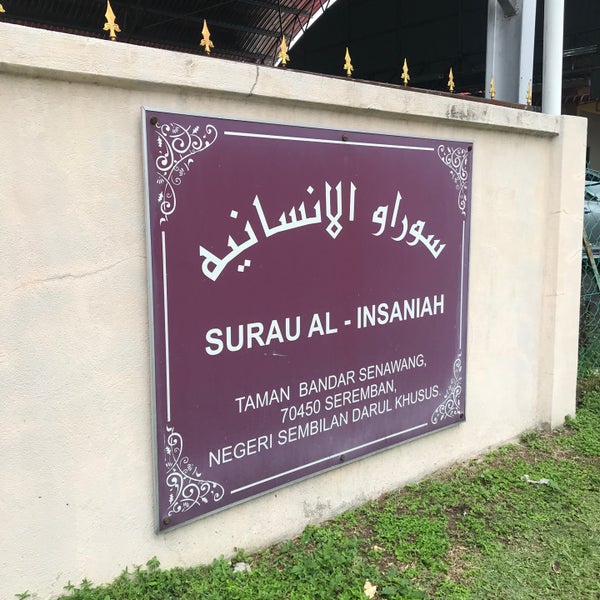 سوراو الإنسانيه
SURAU AL - INSANIAH
TAMAN BANDAR SENAWANG,
70450 SEREMBAN,
NEGERI SEMBILAN DARUL KHUSUS.